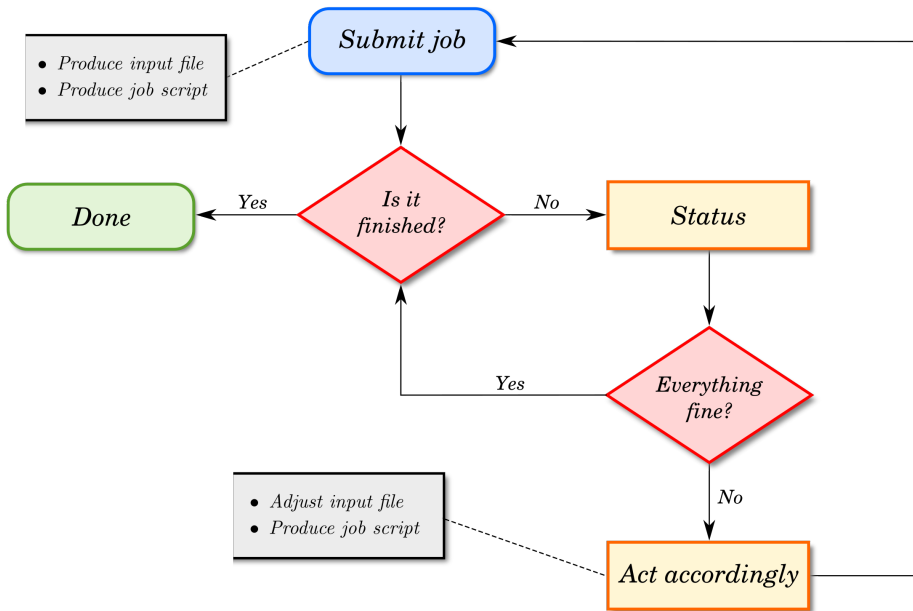 Submit job
• Produce input file
• Produce job script
Done
Yes
Is it
finished?
No
Status
Yes
Everything
fine?
No
• Adjust input file
• Produce job script
Act accordingly